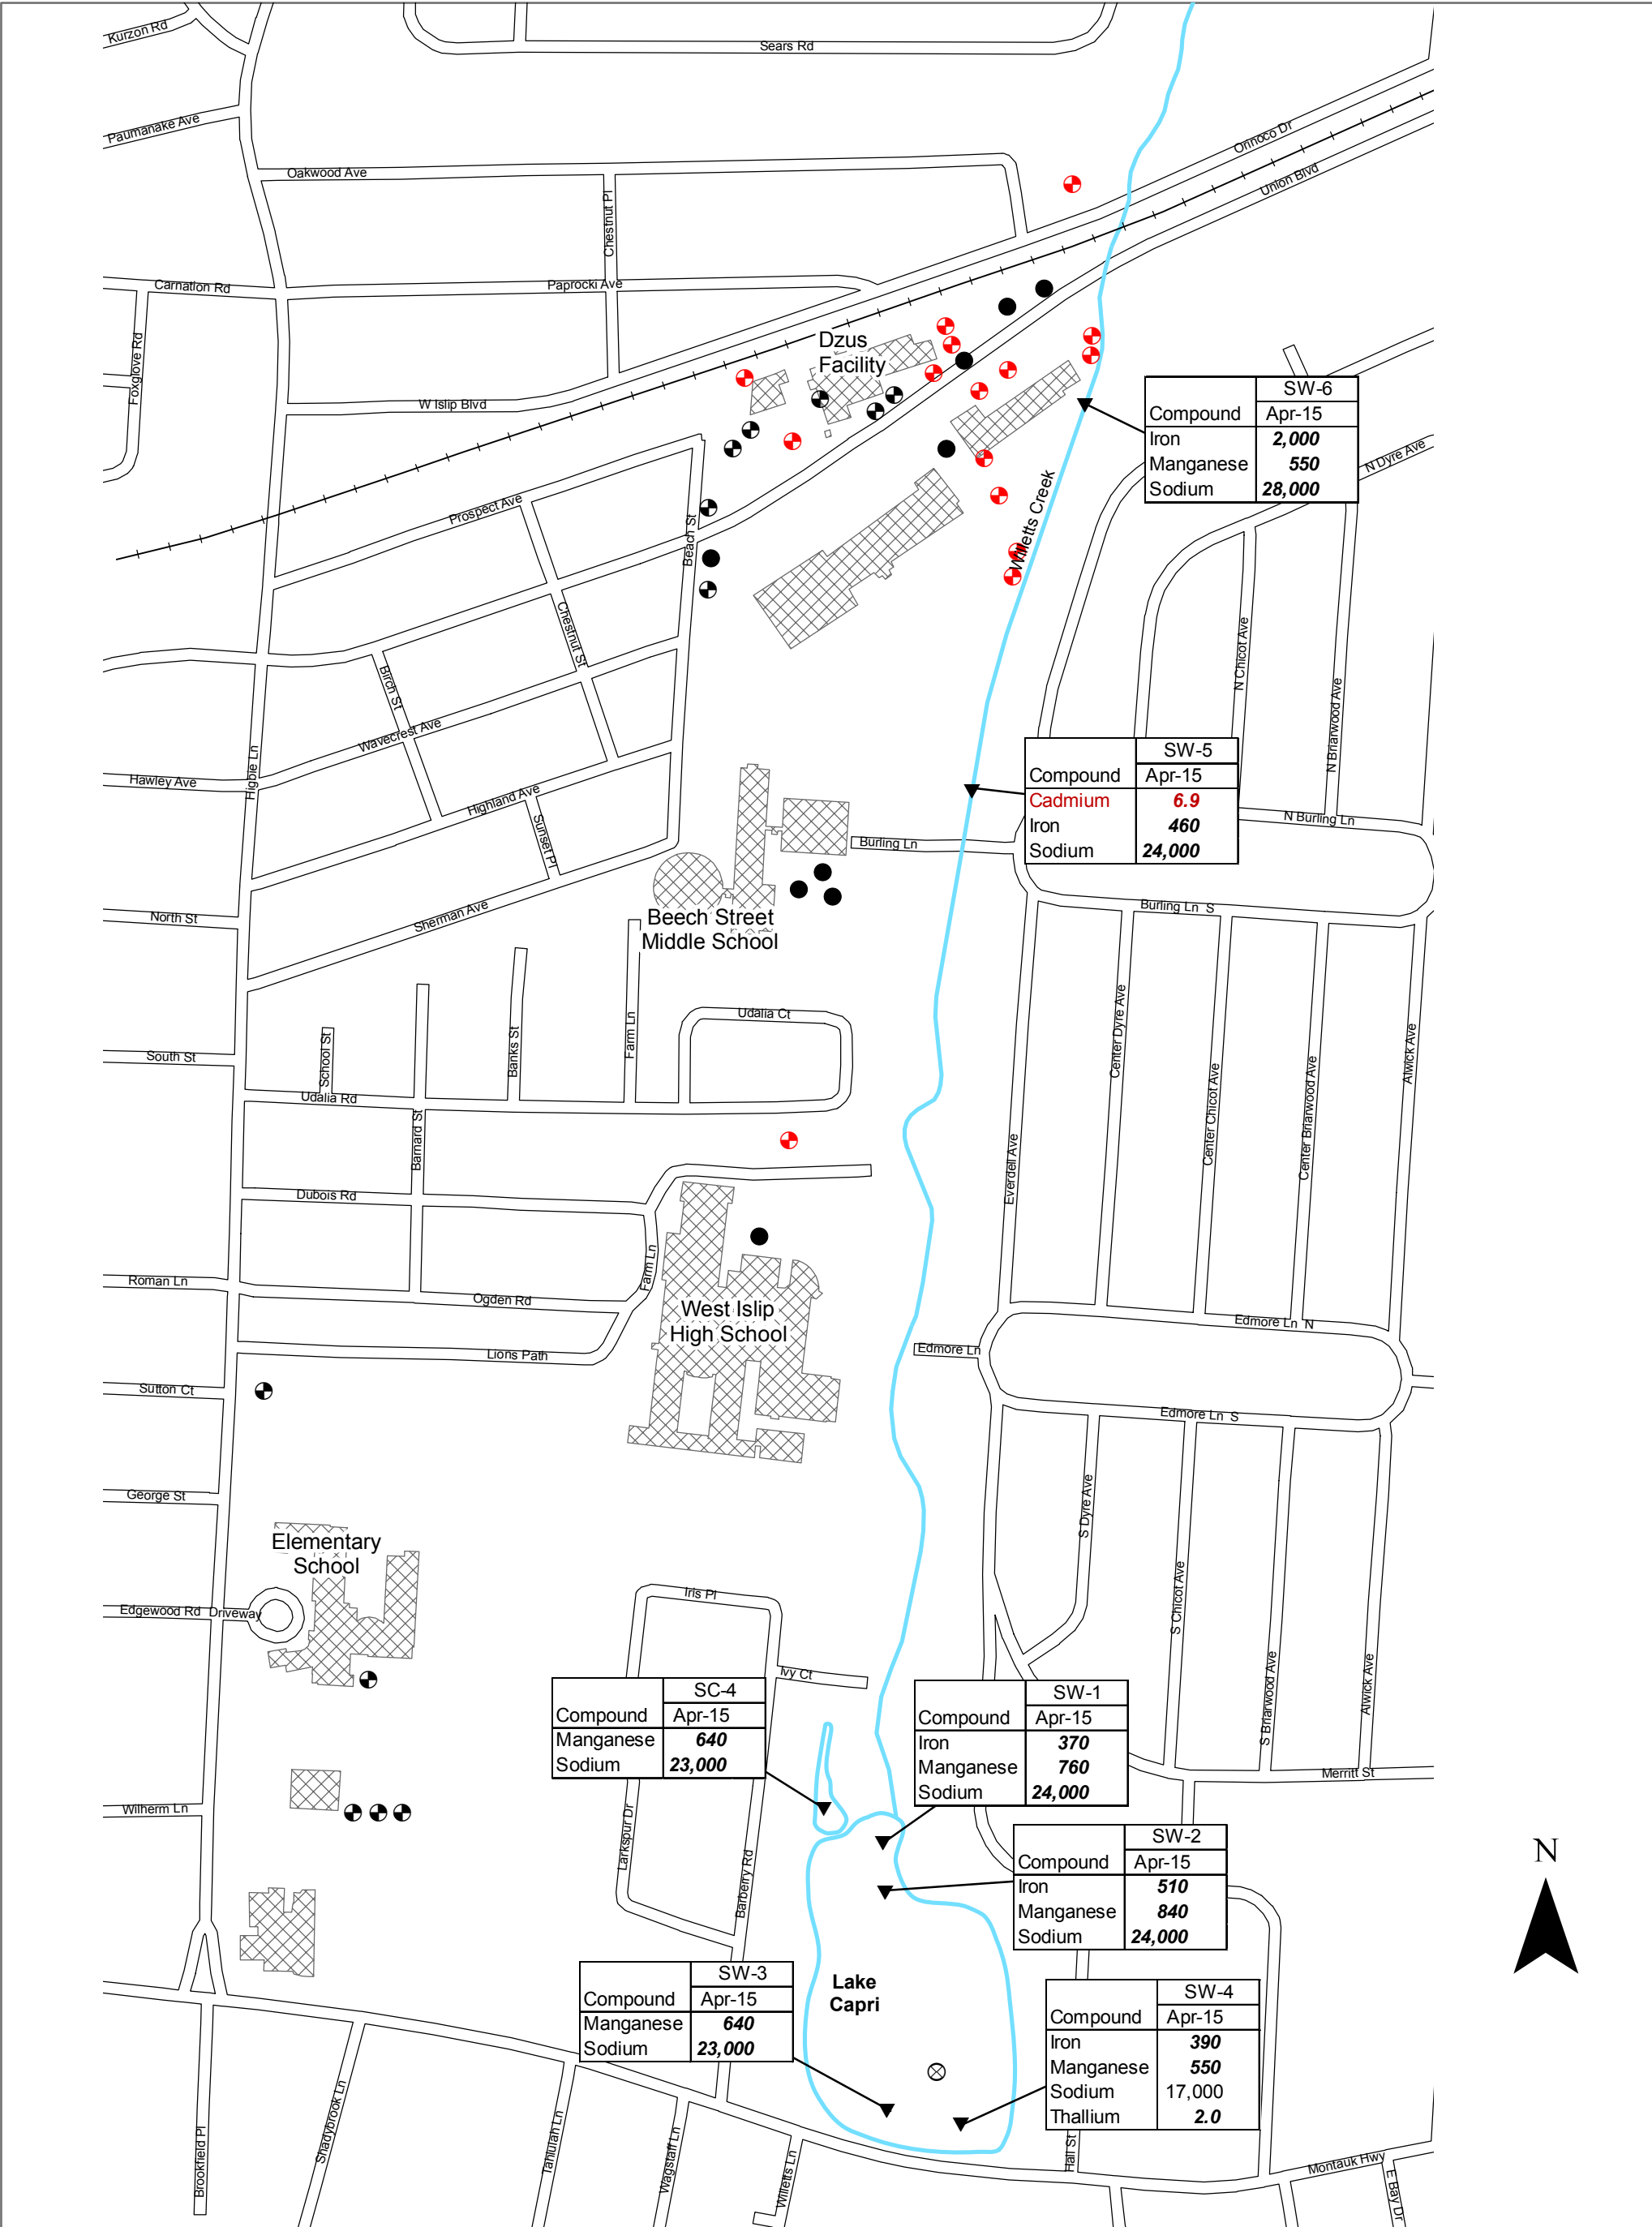 Kurzon Rd
Sears Rd
Paumanake Ave
Orinoco Dr
Oakwood Ave
Union Blvd
Chestnut Pl
Carnation Rd
Paprocki Ave
Foxglove Rd
Dzus
Facility
W Islip Blvd
SW-6
Compound Apr-15
Iron 2,000
Manganese 550
Sodium 28,000
N Dyre Ave
Prospect Ave
Beach St
Willetts Creek
Chestnut St
N Chicot Ave
Birch St
N Briarwood Ave
Wavecrest Ave
Higbie Ln
Hawley Ave
SW-5
Compound Apr-15
Cadmium 6.9
Iron 460
Sodium 24,000
Highland Ave
Sunset Pl
N Burling Ln
Burling Ln
Burling Ln S
North St
Sherman Ave
Beech Street
Middle School
Udalia Ct
School St
Banks St
Farm Ln
Center Dyre Ave
Center Chicot Ave
Center Briarwood Ave
Alwick Ave
South St
Udalia Rd
Barnard St
Everdell Ave
Dubois Rd
Farm Ln
Roman Ln
Ogden Rd
West Islip
High School
Edmore Ln N
Edmore Ln
Lions Path
Sutton Ct
Edmore Ln S
George St
S Dyre Ave
Elementary
School
S Chicot Ave
Iris Pl
Edgewood Rd Driveway
S Briarwood Ave
Alwick Ave
Ivy Ct
SC-4
Compound Apr-15
Manganese 640
Sodium 23,000
SW-1
Compound Apr-15
Iron 370
Manganese 760
Sodium 24,000
Merritt St
Wilherm Ln
Larkspur Dr
Barberry Rd
SW-2
Compound Apr-15
Iron 510
Manganese 840
Sodium 24,000
N
SW-3
Compound Apr-15
Manganese 640
Sodium 23,000
Lake
Capri
SW-4
Compound Apr-15
Iron 390
Manganese 550
Sodium 17,000
Thallium 2.0
Brookfield Pl
Shadybrook Ln
Tahlulah Ln
Wagstaff Ln
Willetts Ln
Hall St
Montauk Hwy
E Bay Dr